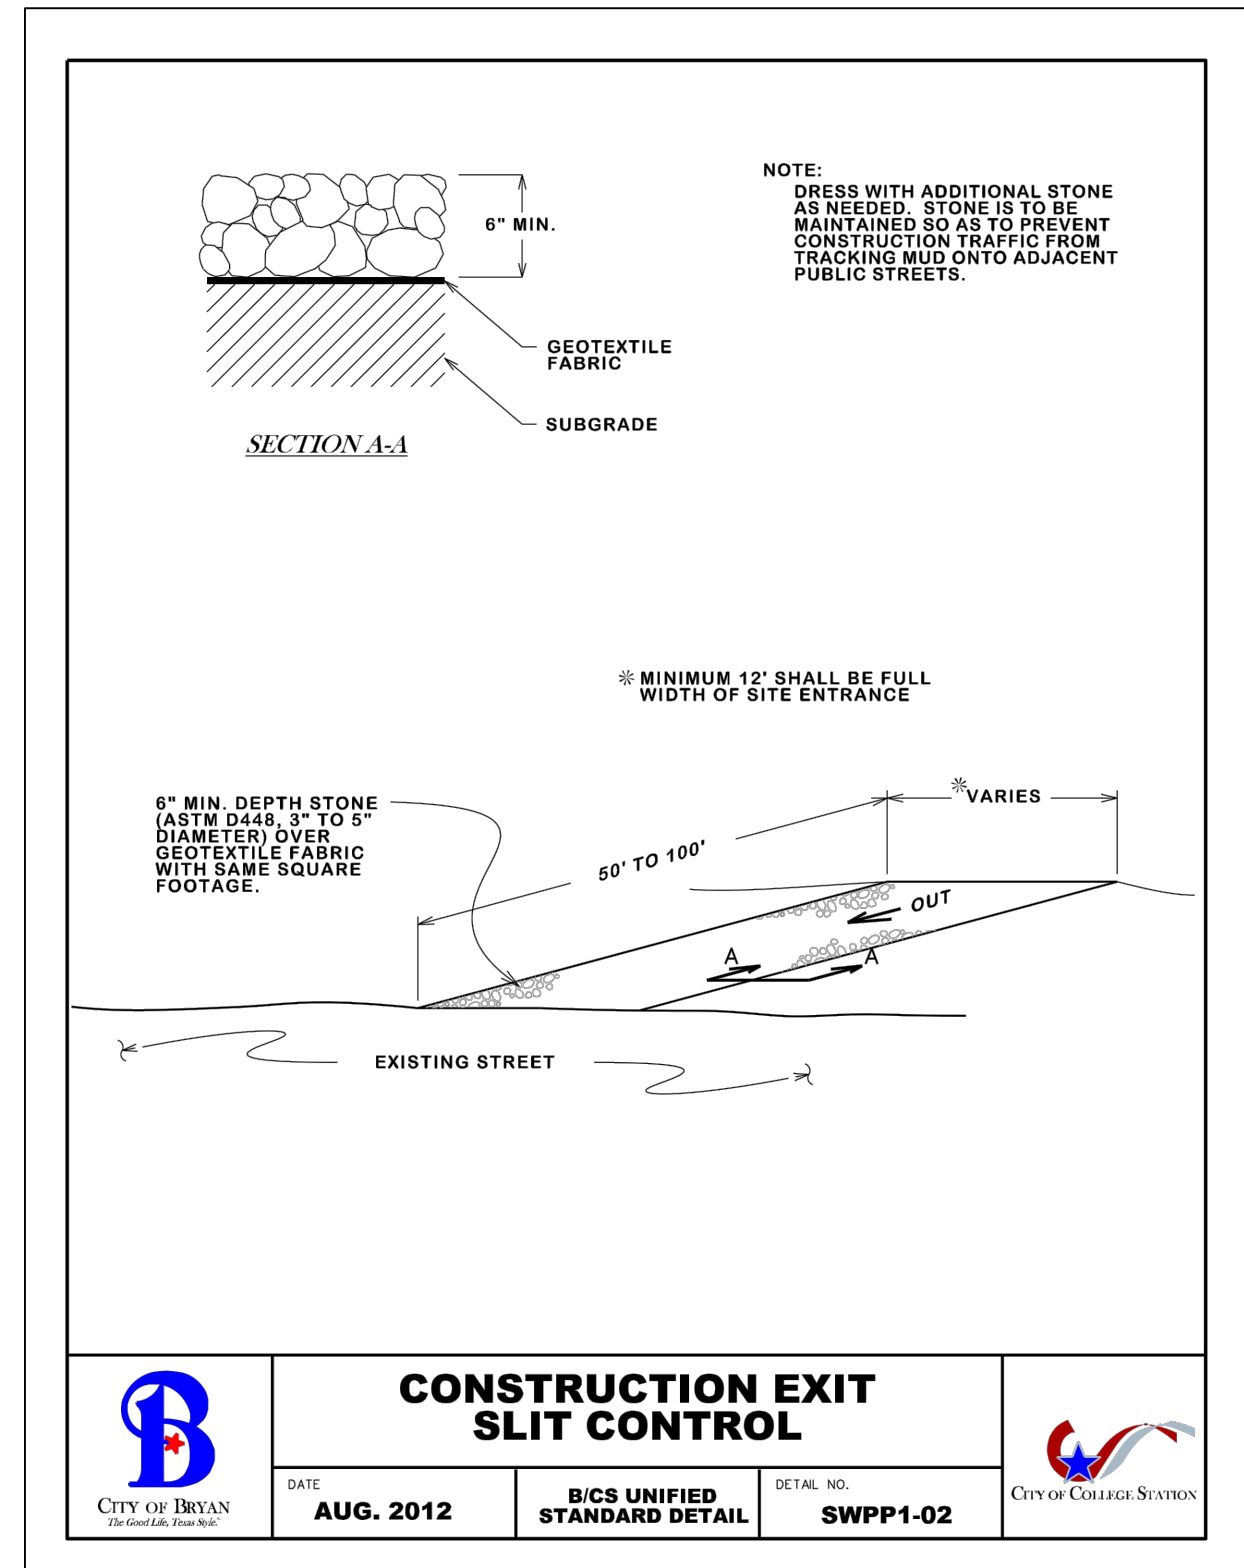 NOTE:
DRESS WITH ADDITIONAL STONE
AS NEEDED. STONE IS TO BE
MAINTAINED SO AS TO PREVENT
CONSTRUCTION TRAFFIC FROM
TRACKING MUD ONTO ADJACENT
PUBLIC STREETS.
6" MIN.
GEOTEXTILE
FABRIC
SUBGRADE
SECTION A-A
* MINIMUM 12' SHALL BE FULL
WIDTH OF SITE ENTRANCE
6" MIN. DEPTH STONE
(ASTM D448, 3" TO 5"
DIAMETER) OVER
GEOTEXTILE FABRIC
WITH SAME SQUARE
FOOTAGE.
*VARIES
50' TO 100'
OUT
A
A
EXISTING STREET
CITY OF BRYAN
The Good Life, Texas Style.™
CONSTRUCTION EXIT
SLIT CONTROL
DATE
AUG. 2012
B/CS UNIFIED
STANDARD DETAIL
DETAIL NO.
SWPP1-02
CITY OF COLLEGE STATION